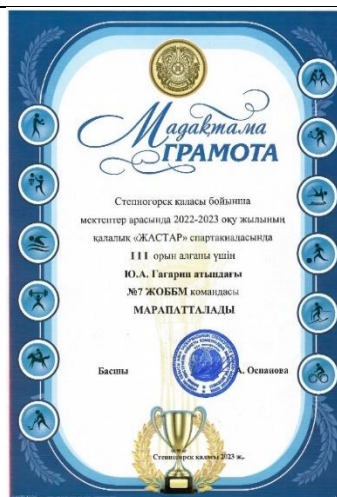 Мадақтама
ГРАМОТА
Степногорск қаласы бойынша
мектептер арасында 2022-2023 оқу жылының
қалалық «ЖАСТАР» спартакиадасында
III орын алғаны үшін
Ю.А. Гагарин атындағы
№7 ЖОББМ командасы
МАРАПАТТАЛАДЫ
Басшы А. Оспанова
Степногорск қаласы 2023 ж.